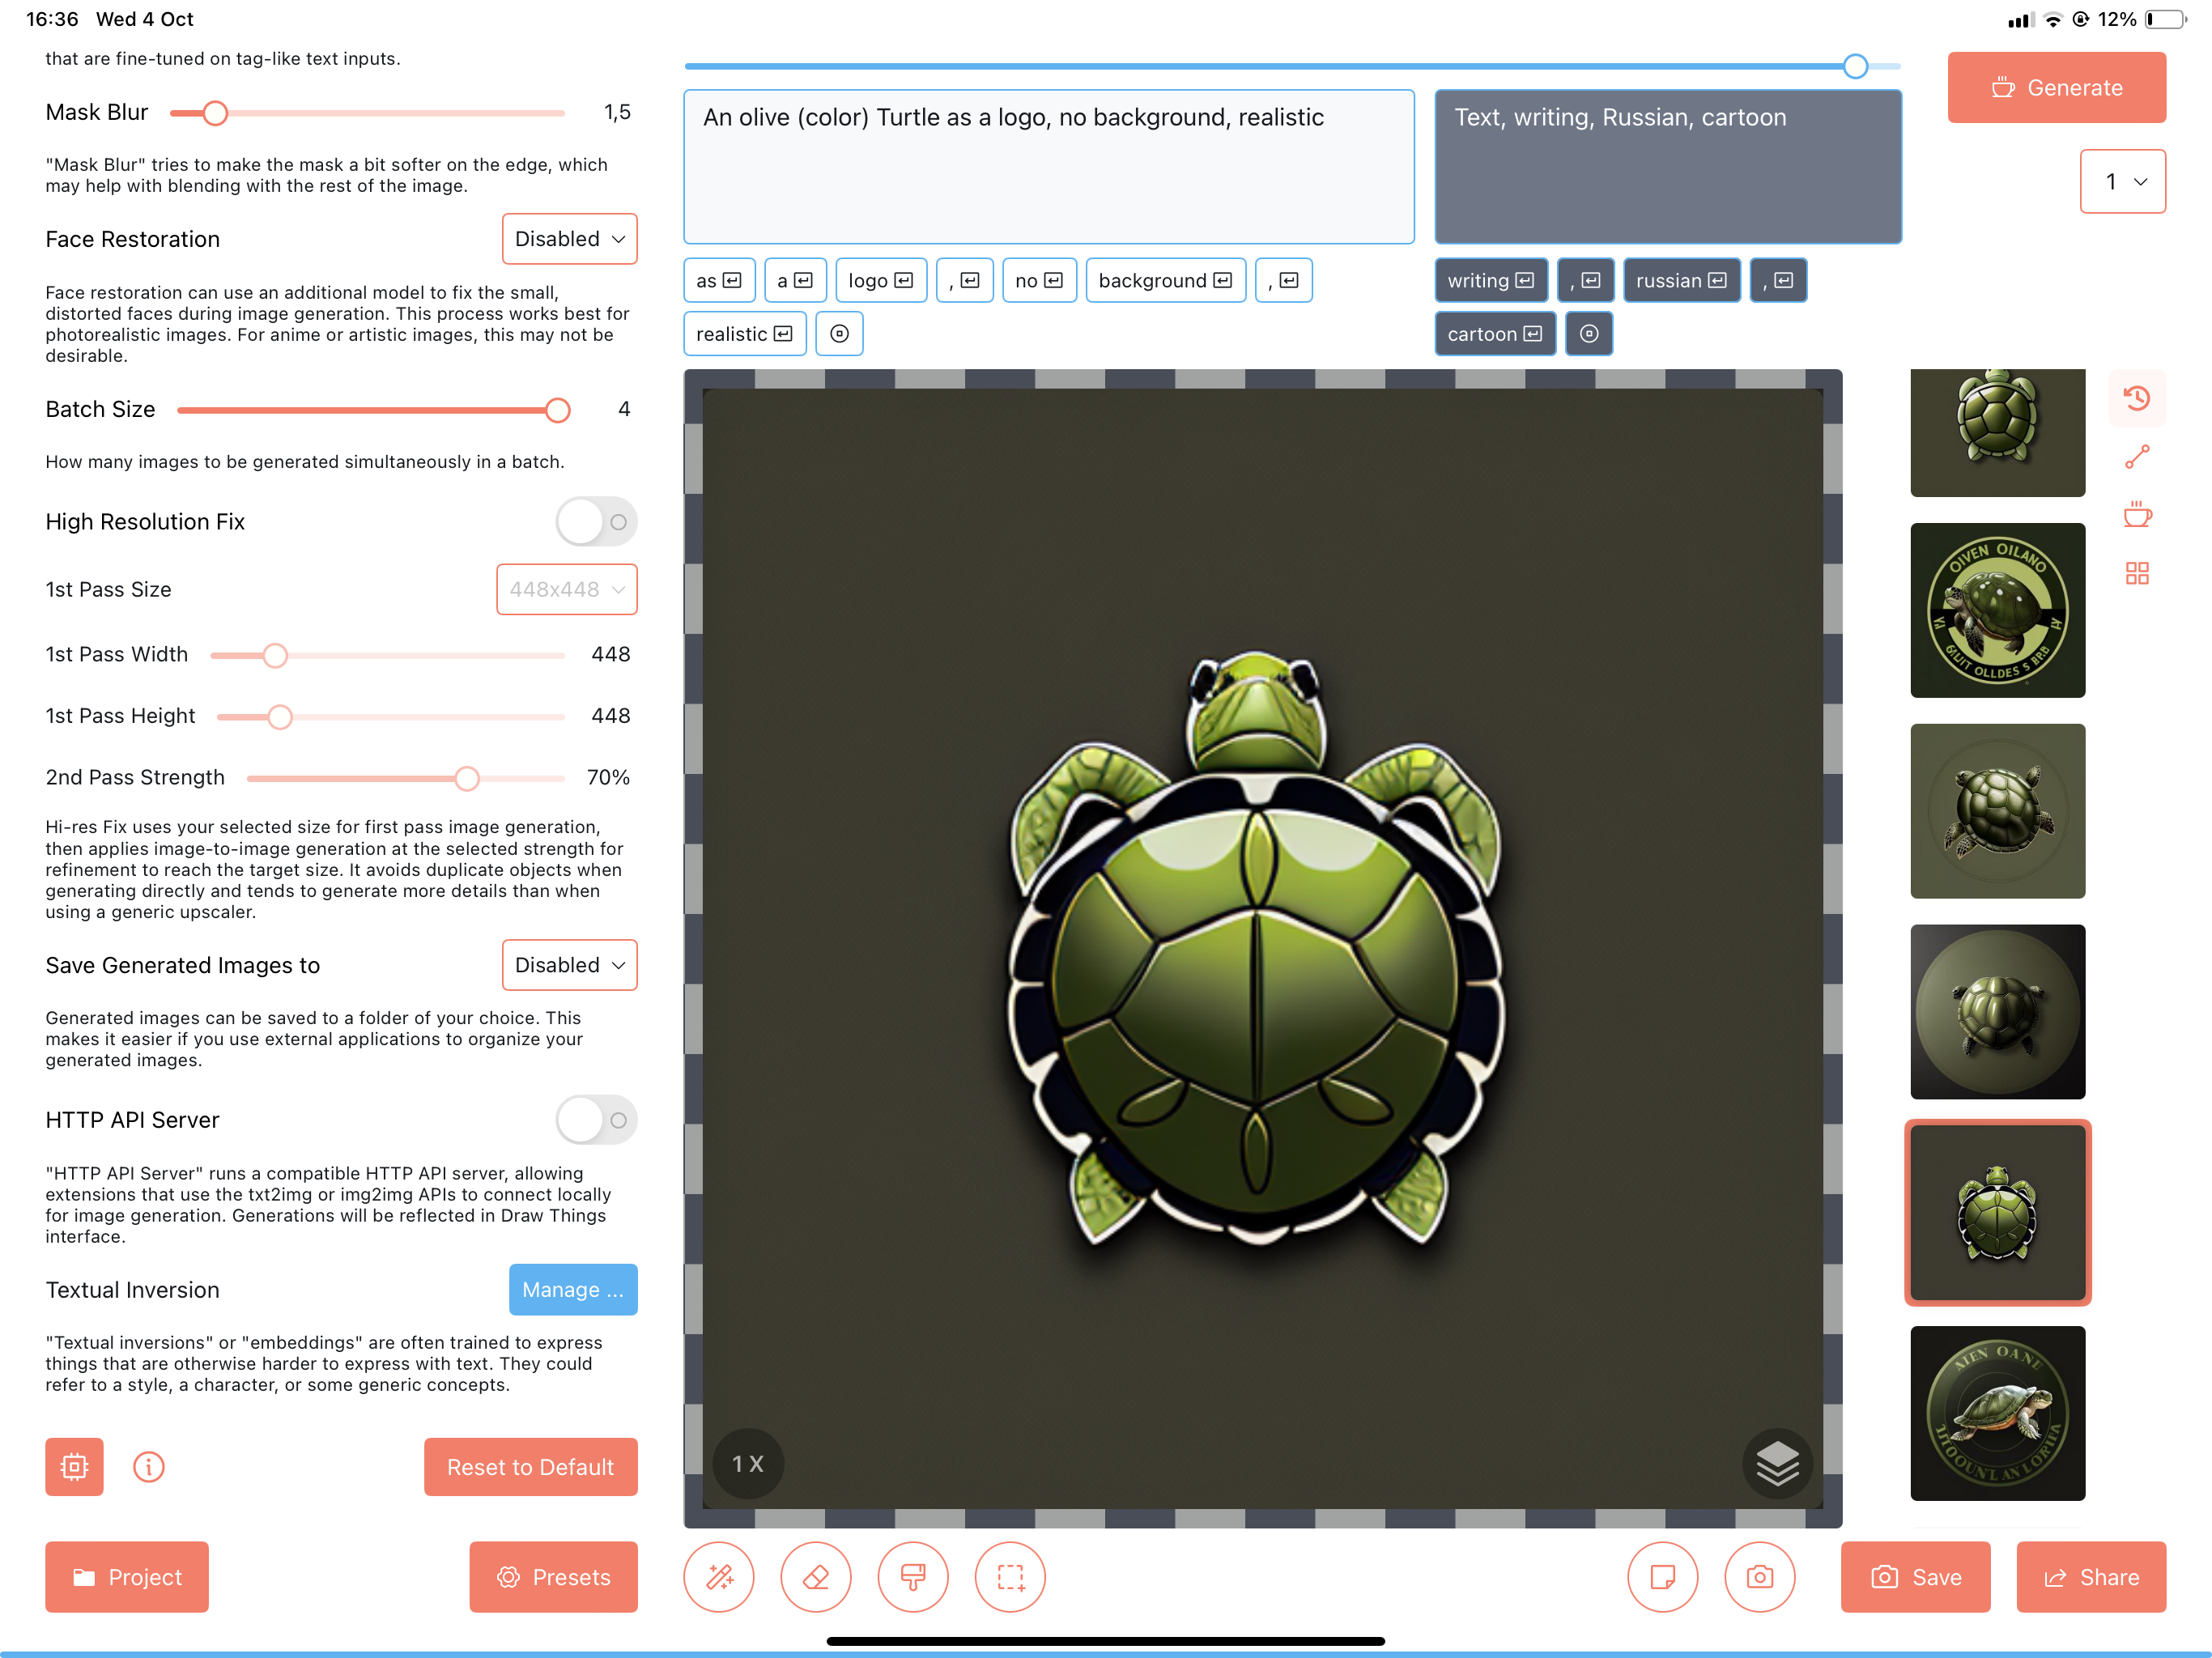 16:36 Wed 4 Oct
12%
that are fine-tuned on tag-like text inputs.
Mask Blur 1,5
"Mask Blur" tries to make the mask a bit softer on the edge, which
may help with blending with the rest of the image.
Face Restoration Disabled
Face restoration can use an additional model to fix the small,
distorted faces during image generation. This process works best for
photorealistic images. For anime or artistic images, this may not be
desirable.
Batch Size 4
How many images to be generated simultaneously in a batch.
High Resolution Fix
1st Pass Size 448x448
1st Pass Width 448
1st Pass Height 448
2nd Pass Strength 70%
Hi-res Fix uses your selected size for first pass image generation,
then applies image-to-image generation at the selected strength for
refinement to reach the target size. It avoids duplicate objects when
generating directly and tends to generate more details than when
using a generic upscaler.
Save Generated Images to Disabled
Generated images can be saved to a folder of your choice. This
makes it easier if you use external applications to organize your
generated images.
HTTP API Server
"HTTP API Server" runs a compatible HTTP API server, allowing
extensions that use the txt2img or img2img APIs to connect locally
for image generation. Generations will be reflected in Draw Things
interface.
Textual Inversion Manage ...
"Textual inversions" or "embeddings" are often trained to express
things that are otherwise harder to express with text. They could
refer to a style, a character, or some generic concepts.
Reset to Default
Project Presets
An olive (color) Turtle as a logo, no background, realistic
as a logo , no background ,
realistic
Text, writing, Russian, cartoon
writing , russian ,
cartoon
Generate
1
OIVEN OILANO
OLLDES S BRB
1 X
Save Share